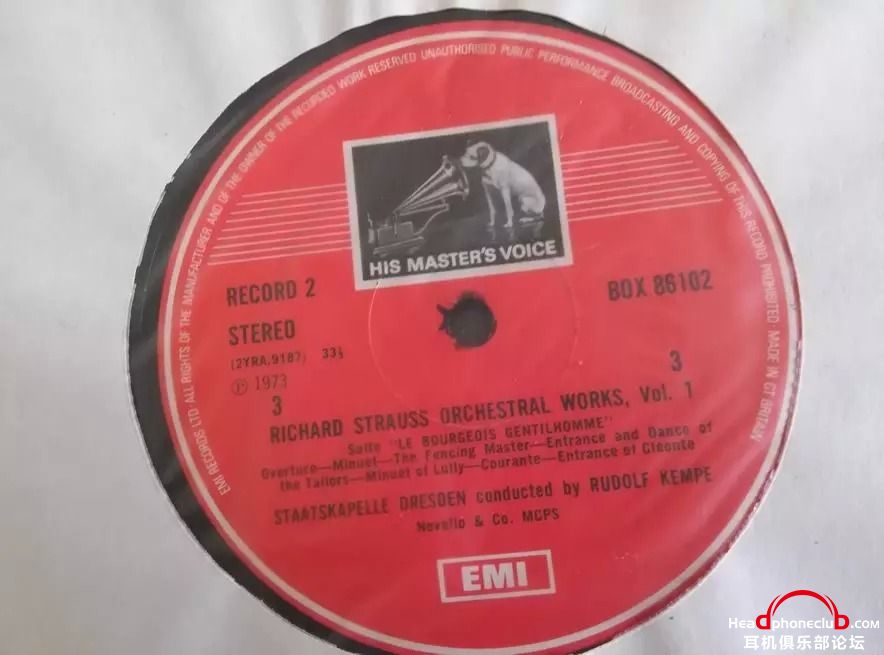 EMI RECORDS LTD ALL RIGHTS OF THE MANUFACTURER AND OF THE OWNER OF THE RECORDED WORK RESERVED UNAUTHORISED PUBLIC PERFORMANCE BROADCASTING AND COPYING OF THIS RECORD PROHIBITED · MADE IN GT BRITAIN
HIS MASTER'S VOICE
RECORD 2
BOX 86102
STEREO
(2YRA.9187) 33⅓
Ⓟ 1973
3
3
RICHARD STRAUSS ORCHESTRAL WORKS, Vol. 1
Suite "LE BOURGEOIS GENTILHOMME"
Overture—Minuet—The Fencing Master—Entrance and Dance of
the Tailors—Minuet of Lully—Courante—Entrance of Cleonte
STAATSKAPELLE DRESDEN conducted by RUDOLF KEMPE
Novello & Co. MCPS
EMI
HeadphoneclubD.com
耳机俱乐部论坛